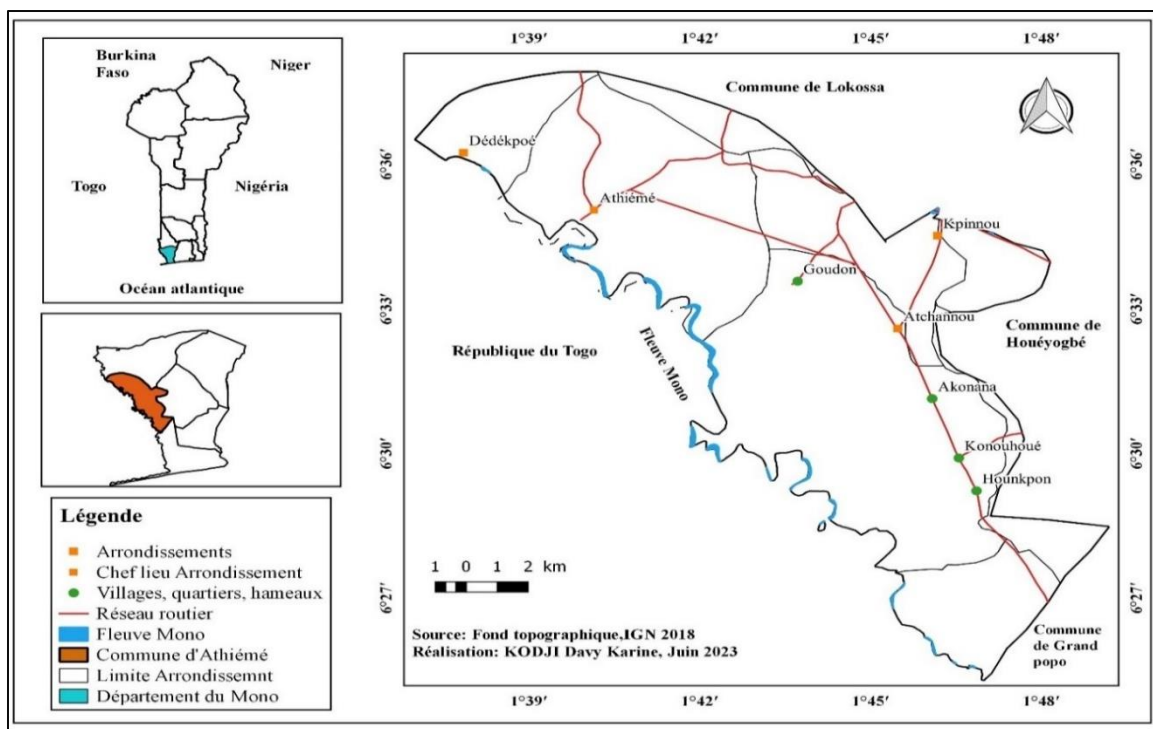 Burkina
Faso
Niger
Togo
Nigéria
Océan atlantique
Légende
Arrondissements
Chef lieu Arrondissement
Villages, quartiers, hameaux
Réseau routier
Fleuve Mono
Commune d'Athiémé
Limite Arrondissemnt
Département du Mono
1°39′ 1°42′ 1°45′ 1°48′
6°36′ 6°36′
6°33′ 6°33′
6°30′ 6°30′
6°27′ 6°27′
Commune de Lokossa
Dédékpoé
Athiémé
Kpinnou
Goudon
Atchannou
Commune de
Houéyogbé
République du Togo
Fleuve Mono
Akonana
Konouhoué
Hounkpon
1 0 1 2 km
Commune
de Grand
popo
Source: Fond topographique,IGN 2018
Réalisation: KODJI Davy Karine, Juin 2023
1°39′ 1°42′ 1°45′ 1°48′